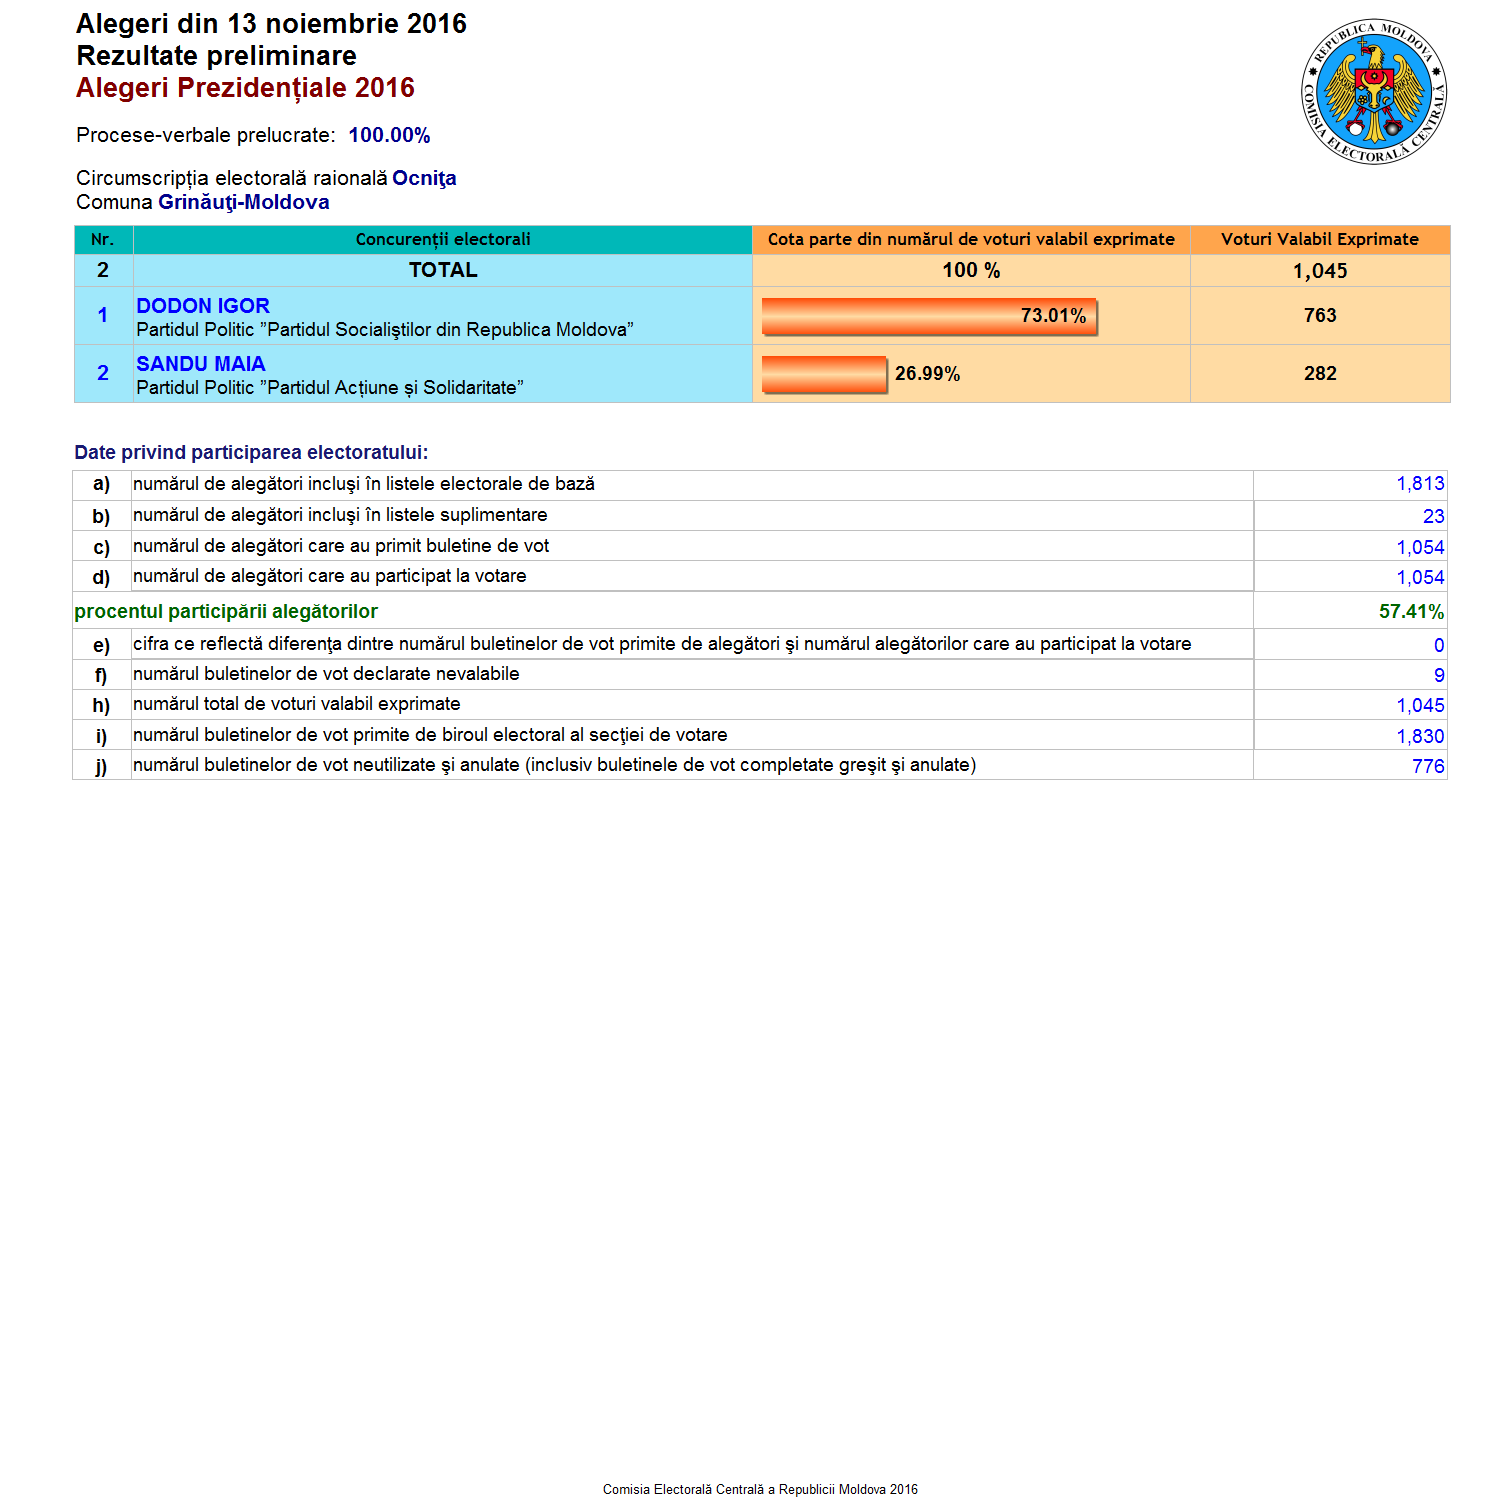 Alegeri din 13 noiembrie 2016
Rezultate preliminare
Alegeri Prezidențiale 2016
REPUBLICA MOLDOVA
COMISIA ELECTORALĂ CENTRALĂ
Procese-verbale prelucrate: 100.00%
Circumscripția electorală raională Ocniţa
Comuna Grinăuţi-Moldova
Nr. Concurenții electorali Cota parte din numărul de voturi valabil exprimate Voturi Valabil Exprimate
2 TOTAL 100 % 1,045
1 DODON IGOR 73.01% 763
Partidul Politic ”Partidul Socialiştilor din Republica Moldova”
2 SANDU MAIA 26.99% 282
Partidul Politic ”Partidul Acțiune și Solidaritate”
Date privind participarea electoratului:
a) numărul de alegători incluşi în listele electorale de bază 1,813
b) numărul de alegători incluşi în listele suplimentare 23
c) numărul de alegători care au primit buletine de vot 1,054
d) numărul de alegători care au participat la votare 1,054
procentul participării alegătorilor 57.41%
e) cifra ce reflectă diferenţa dintre numărul buletinelor de vot primite de alegători şi numărul alegătorilor care au participat la votare 0
f) numărul buletinelor de vot declarate nevalabile 9
h) numărul total de voturi valabil exprimate 1,045
i) numărul buletinelor de vot primite de biroul electoral al secţiei de votare 1,830
j) numărul buletinelor de vot neutilizate şi anulate (inclusiv buletinele de vot completate greşit şi anulate) 776
Comisia Electorală Centrală a Republicii Moldova 2016